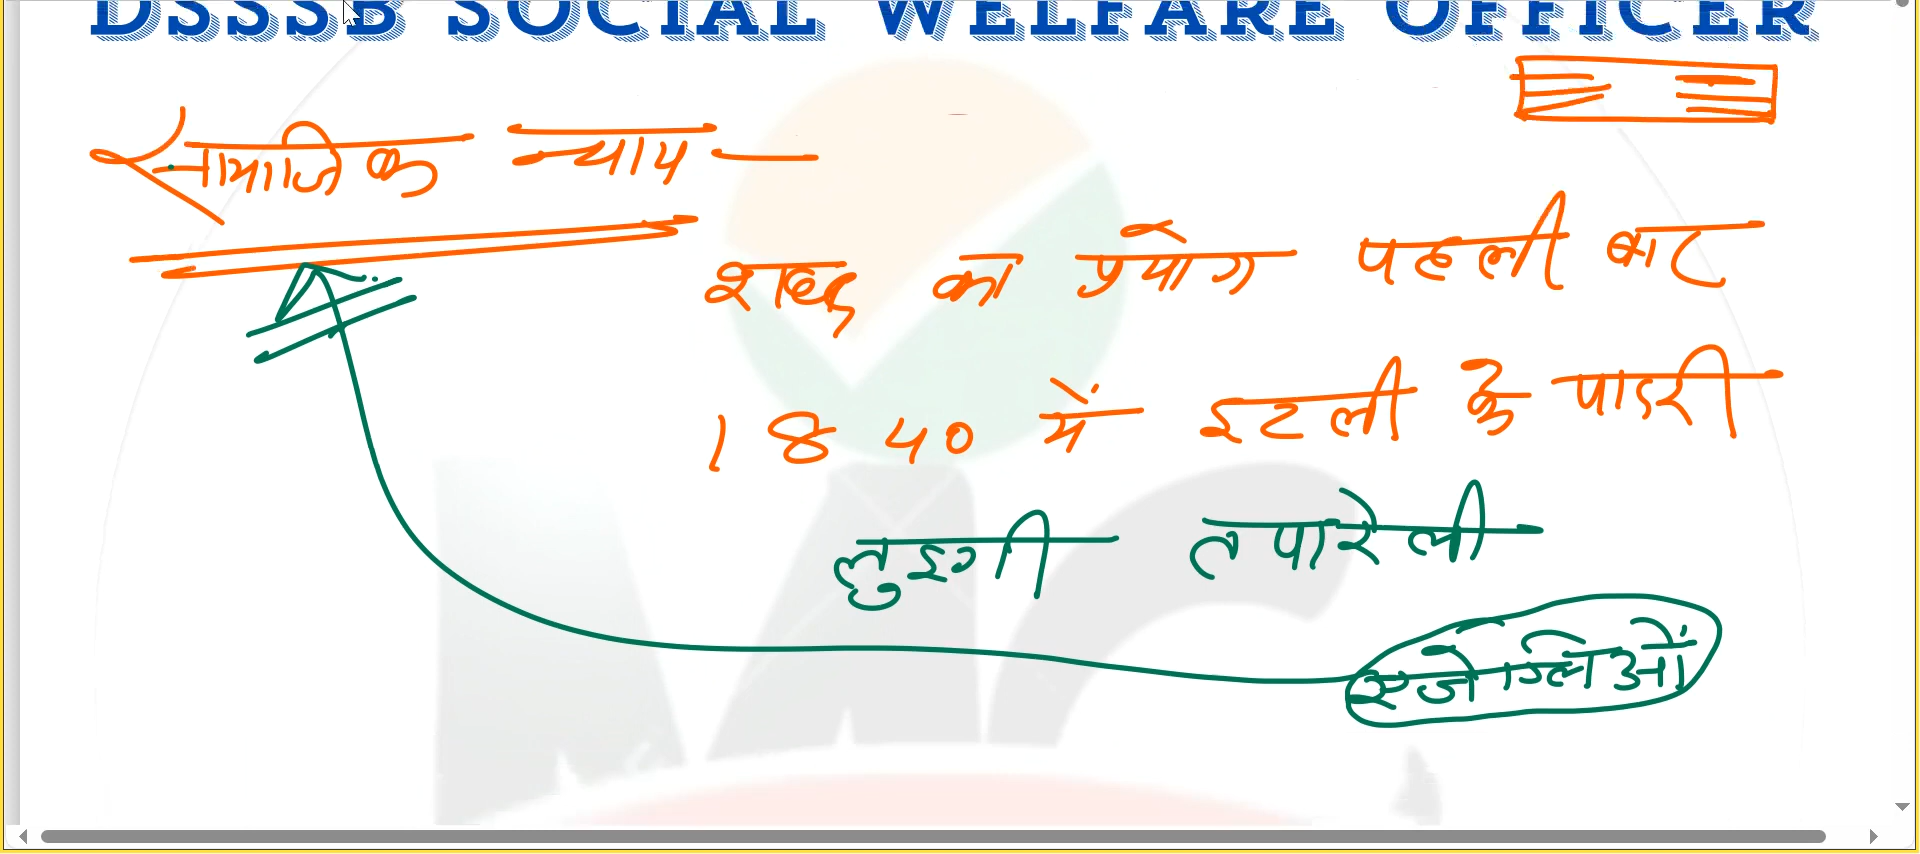 DSSSB SOCIAL WELFARE OFFICER
सामाजिक न्याय —
शब्द का प्रयोग पहली बार
1840 में इटली के पादरी
लुइगी तपारेली